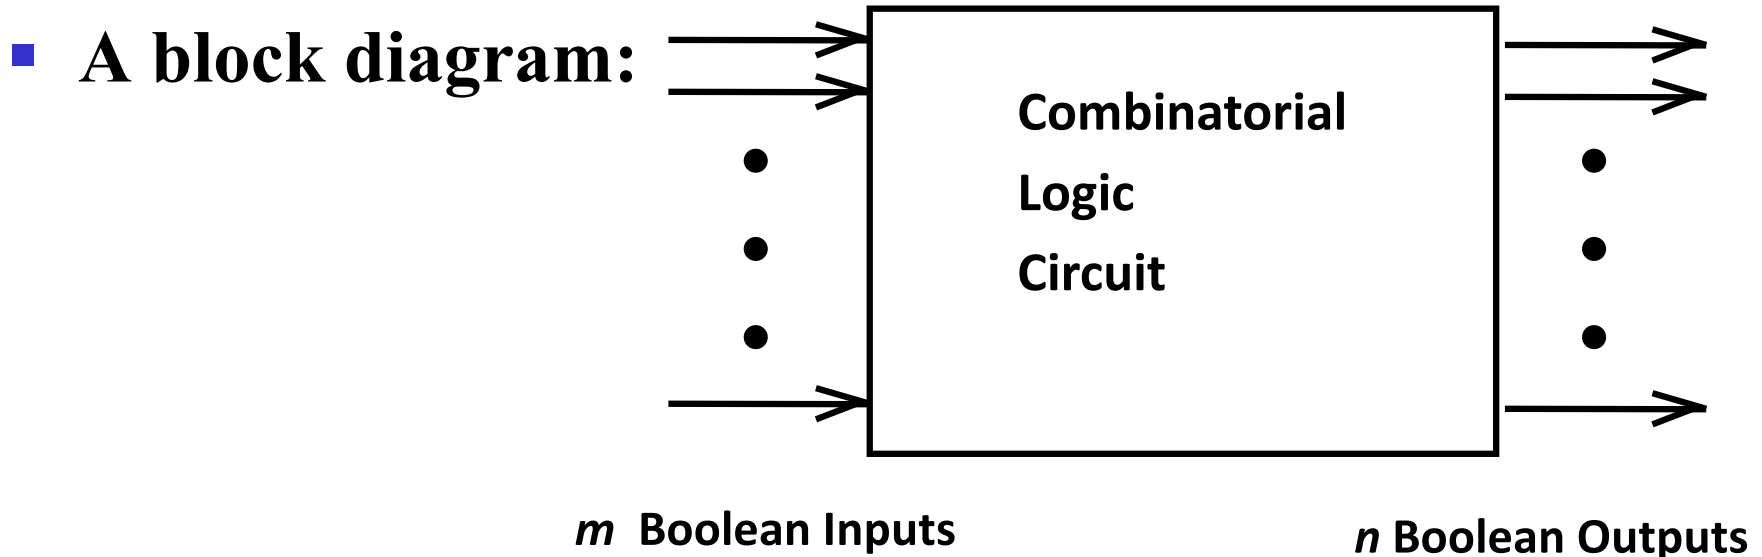 A block diagram:
Combinatorial
Logic
Circuit
m Boolean Inputs
n Boolean Outputs